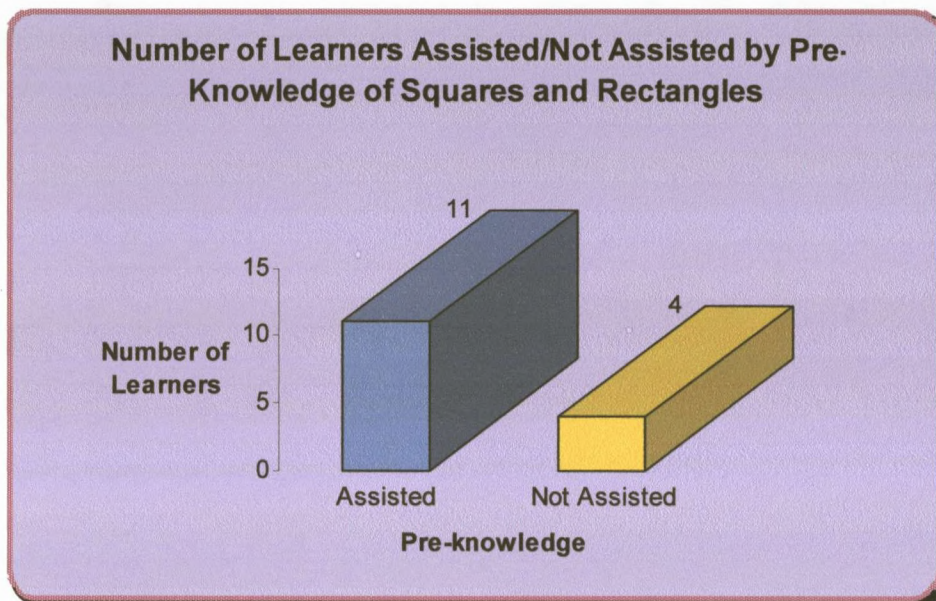 Number of Learners Assisted/Not Assisted by Pre-
Knowledge of Squares and Rectangles
11
15
4
10
Number of
Learners
5
0
Assisted
Not Assisted
Pre-knowledge